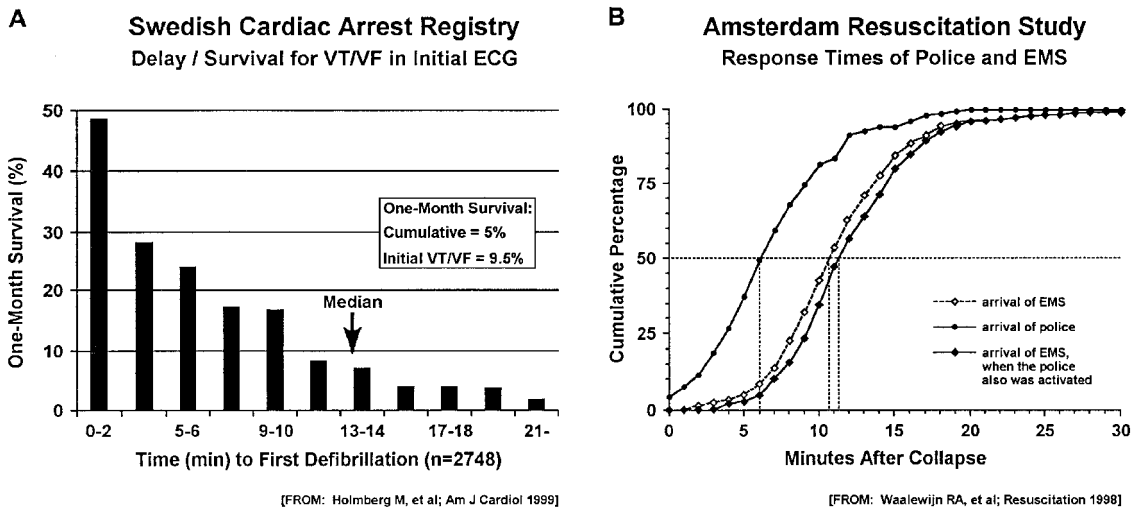 A
Swedish Cardiac Arrest Registry
Delay / Survival for VT/VF in Initial ECG
One-Month Survival (%)
50
40
30
20
10
0
One-Month Survival:
Cumulative = 5%
Initial VT/VF = 9.5%
Median
0-2
5-6
9-10
13-14
17-18
21-
Time (min) to First Defibrillation (n=2748)
[FROM: Holmberg M, et al; Am J Cardiol 1999]
B
Amsterdam Resuscitation Study
Response Times of Police and EMS
Cumulative Percentage
100
75
50
25
0
arrival of EMS
arrival of police
arrival of EMS,
when the police
also was activated
0
5
10
15
20
25
30
Minutes After Collapse
[FROM: Waalewijn RA, et al; Resuscitation 1998]